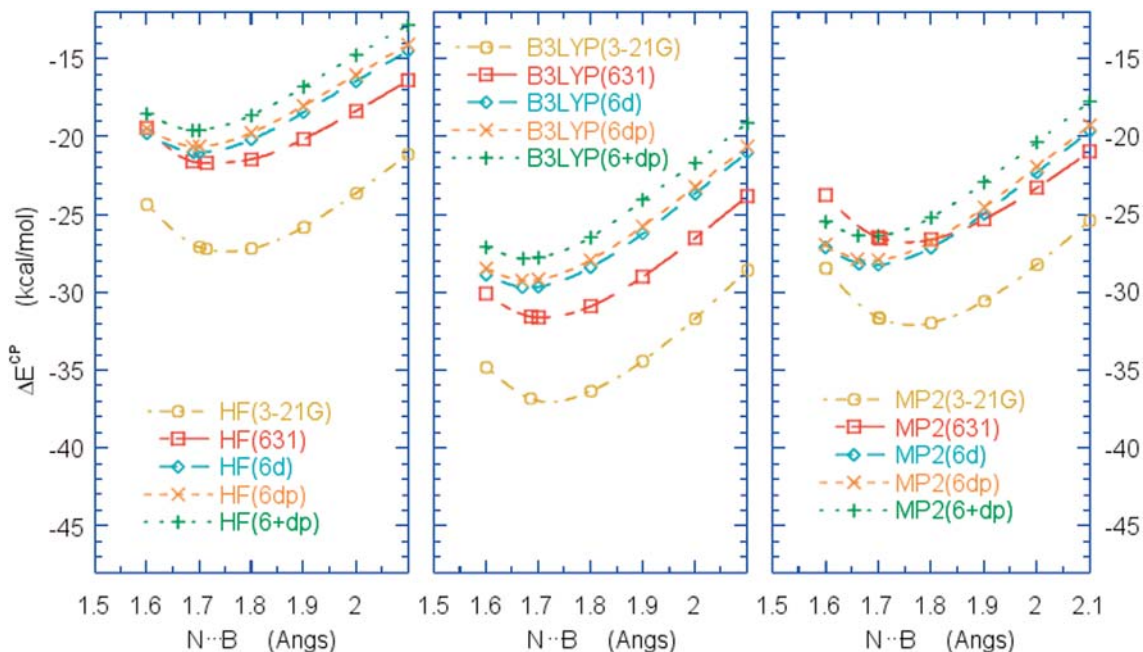 ΔE^CP (kcal/mol)
-15
-20
-25
-30
-35
-40
-45
HF(3-21G)
HF(631)
HF(6d)
HF(6dp)
HF(6+dp)
1.5 1.6 1.7 1.8 1.9 2
N···B (Angs)
B3LYP(3-21G)
B3LYP(631)
B3LYP(6d)
B3LYP(6dp)
B3LYP(6+dp)
1.5 1.6 1.7 1.8 1.9 2
N···B (Angs)
MP2(3-21G)
MP2(631)
MP2(6d)
MP2(6dp)
MP2(6+dp)
1.5 1.6 1.7 1.8 1.9 2 2.1
N···B (Angs)
-15
-20
-25
-30
-35
-40
-45